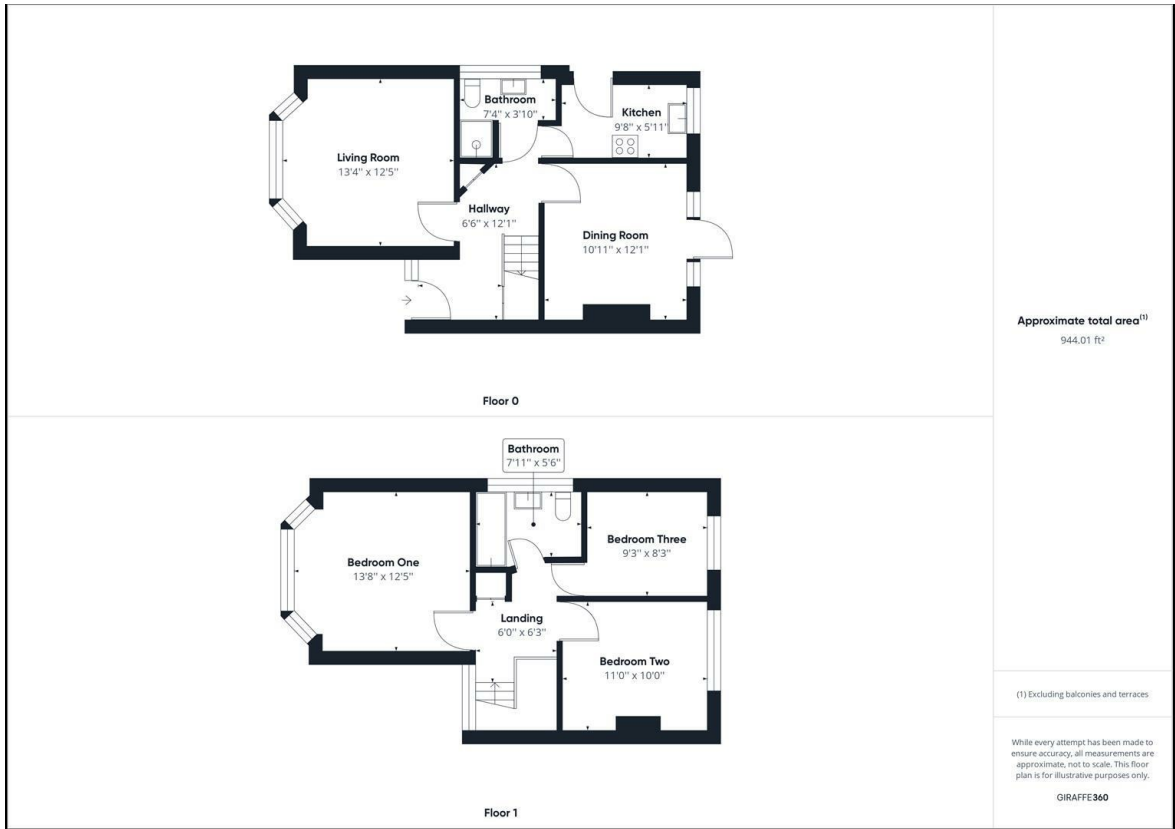 Bathroom
7'4'' x 3'10''
Kitchen
9'8'' x 5'11''
Living Room
13'4'' x 12'5''
Hallway
6'6'' x 12'1''
Dining Room
10'11'' x 12'1''
Floor 0
Bathroom
7'11'' x 5'6''
Bedroom Three
9'3'' x 8'3''
Bedroom One
13'8'' x 12'5''
Landing
6'0'' x 6'3''
Bedroom Two
11'0'' x 10'0''
Floor 1
Approximate total area(1)
944.01 ft²
(1) Excluding balconies and terraces
While every attempt has been made to
ensure accuracy, all measurements are
approximate, not to scale. This floor
plan is for illustrative purposes only.
GIRAFFE360